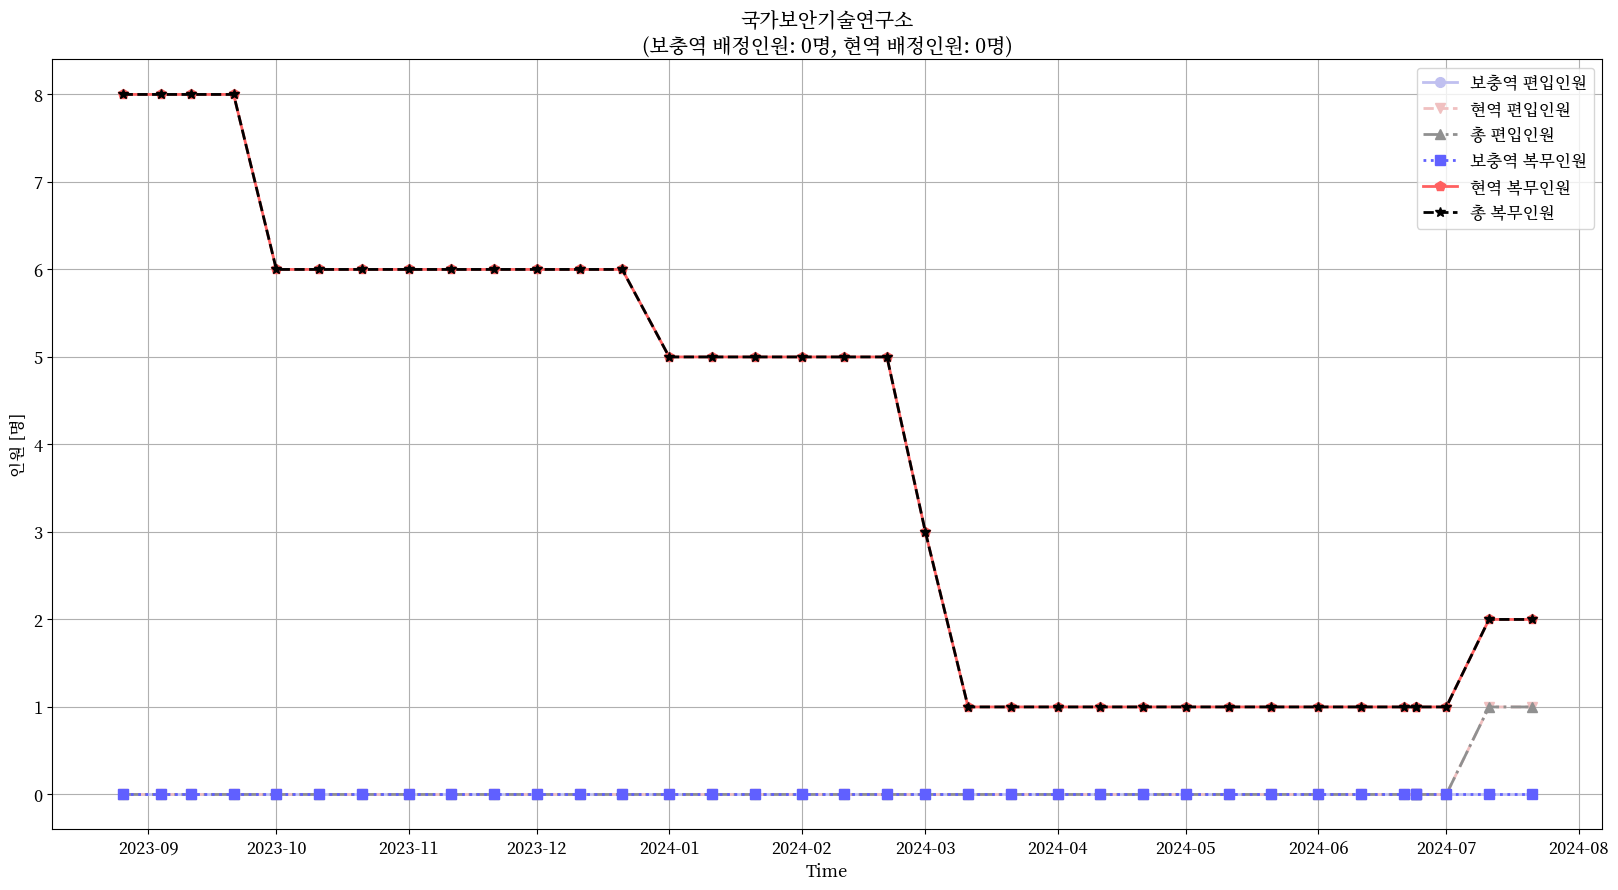 국가보안기술연구소
(보충역 배정인원: 0명, 현역 배정인원: 0명)
보충역 편입인원
현역 편입인원
총 편입인원
보충역 복무인원
현역 복무인원
총 복무인원
인원 [명]
8
7
6
5
4
3
2
1
0
2023-09 2023-10 2023-11 2023-12 2024-01 2024-02 2024-03 2024-04 2024-05 2024-06 2024-07 2024-08
Time